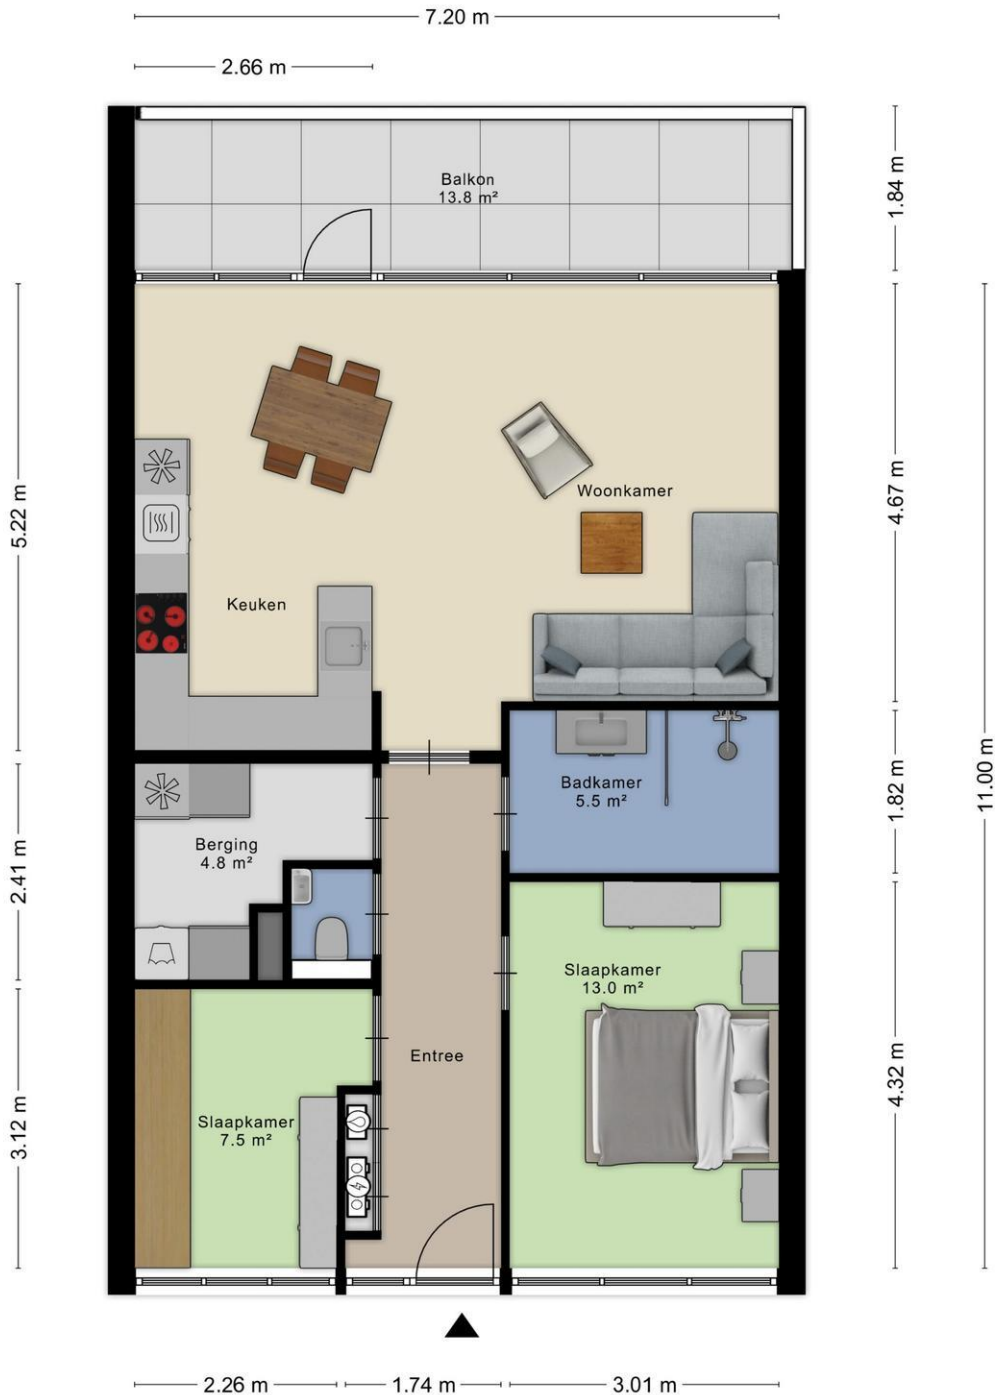 7.20 m
2.66 m
Balkon
13.8 m²
1.84 m
Woonkamer
4.67 m
5.22 m
Keuken
11.00 m
Badkamer
5.5 m²
1.82 m
Berging
4.8 m²
2.41 m
Slaapkamer
13.0 m²
Entree
4.32 m
Slaapkamer
7.5 m²
3.12 m
2.26 m
1.74 m
3.01 m